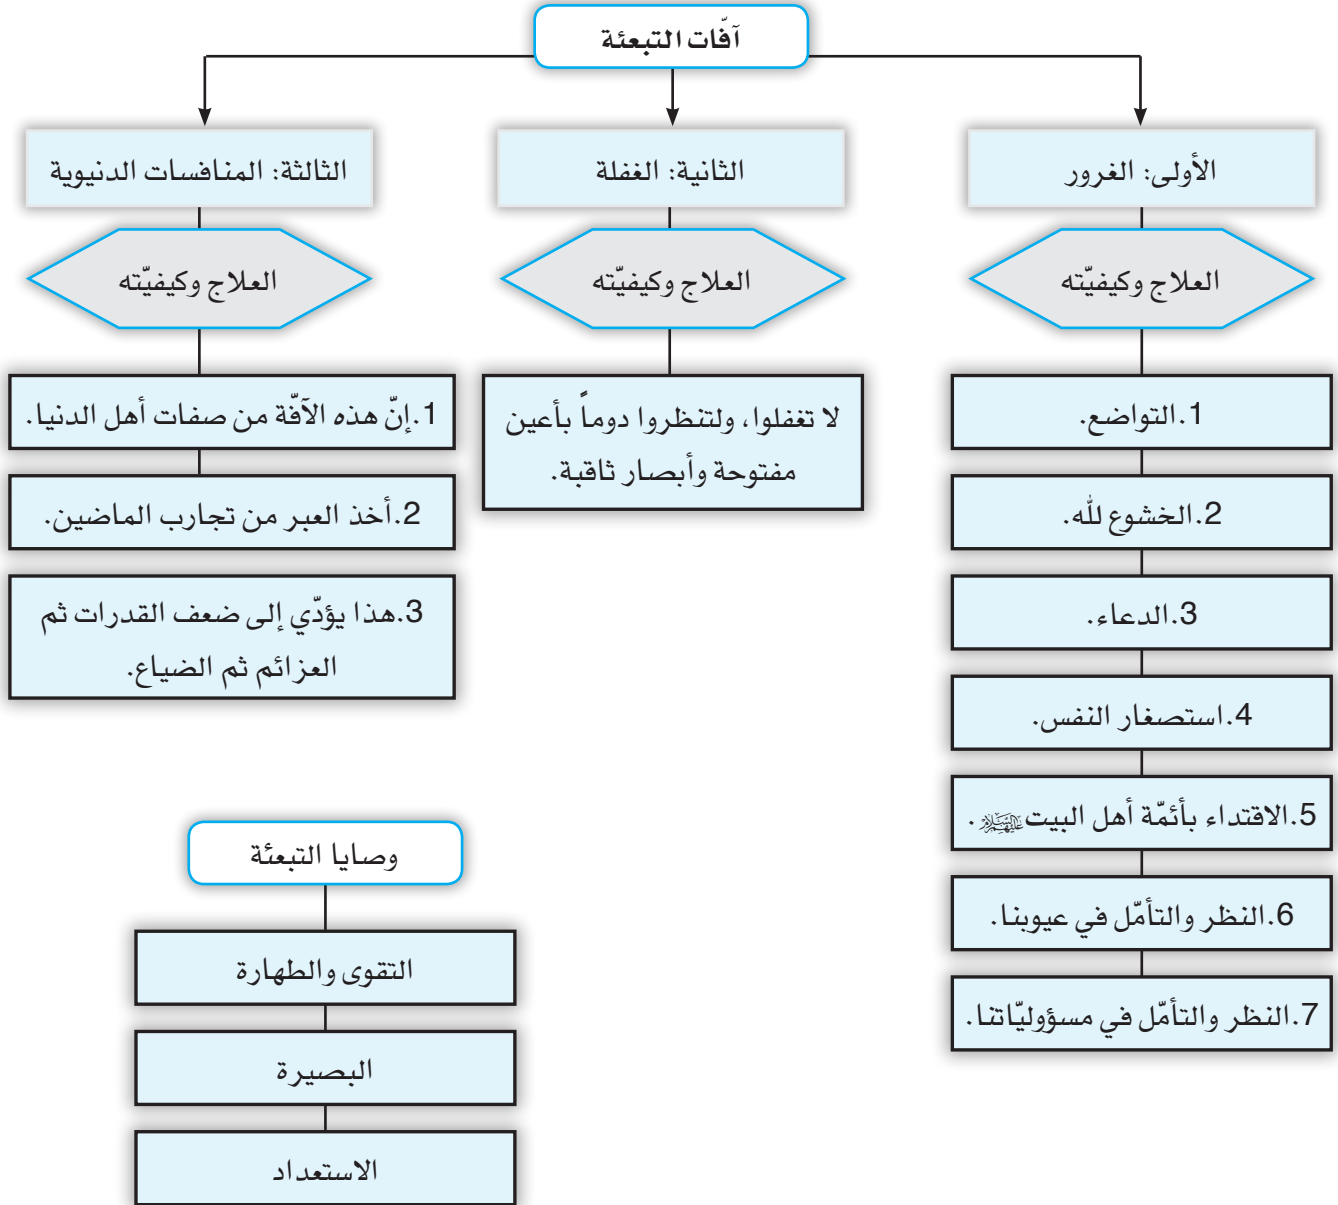 آفّات التبعئة
الأولى: الغرور
العلاج وكيفيّته
1.التواضع.
2.الخشوع لله.
3.الدعاء.
4.استصغار النفس.
5.الاقتداء بأئمّة أهل البيت عليهم السلام.
6.النظر والتأمّل في عيوبنا.
7.النظر والتأمّل في مسؤوليّاتنا.
الثانية: الغفلة
العلاج وكيفيّته
لا تغفلوا، ولتنظروا دوماً بأعين
مفتوحة وأبصار ثاقبة.
الثالثة: المنافسات الدنيوية
العلاج وكيفيّته
1.إنّ هذه الآفّة من صفات أهل الدنيا.
2.أخذ العبر من تجارب الماضين.
3.هذا يؤدّي إلى ضعف القدرات ثم
العزائم ثم الضياع.
وصايا التبعئة
التقوى والطهارة
البصيرة
الاستعداد